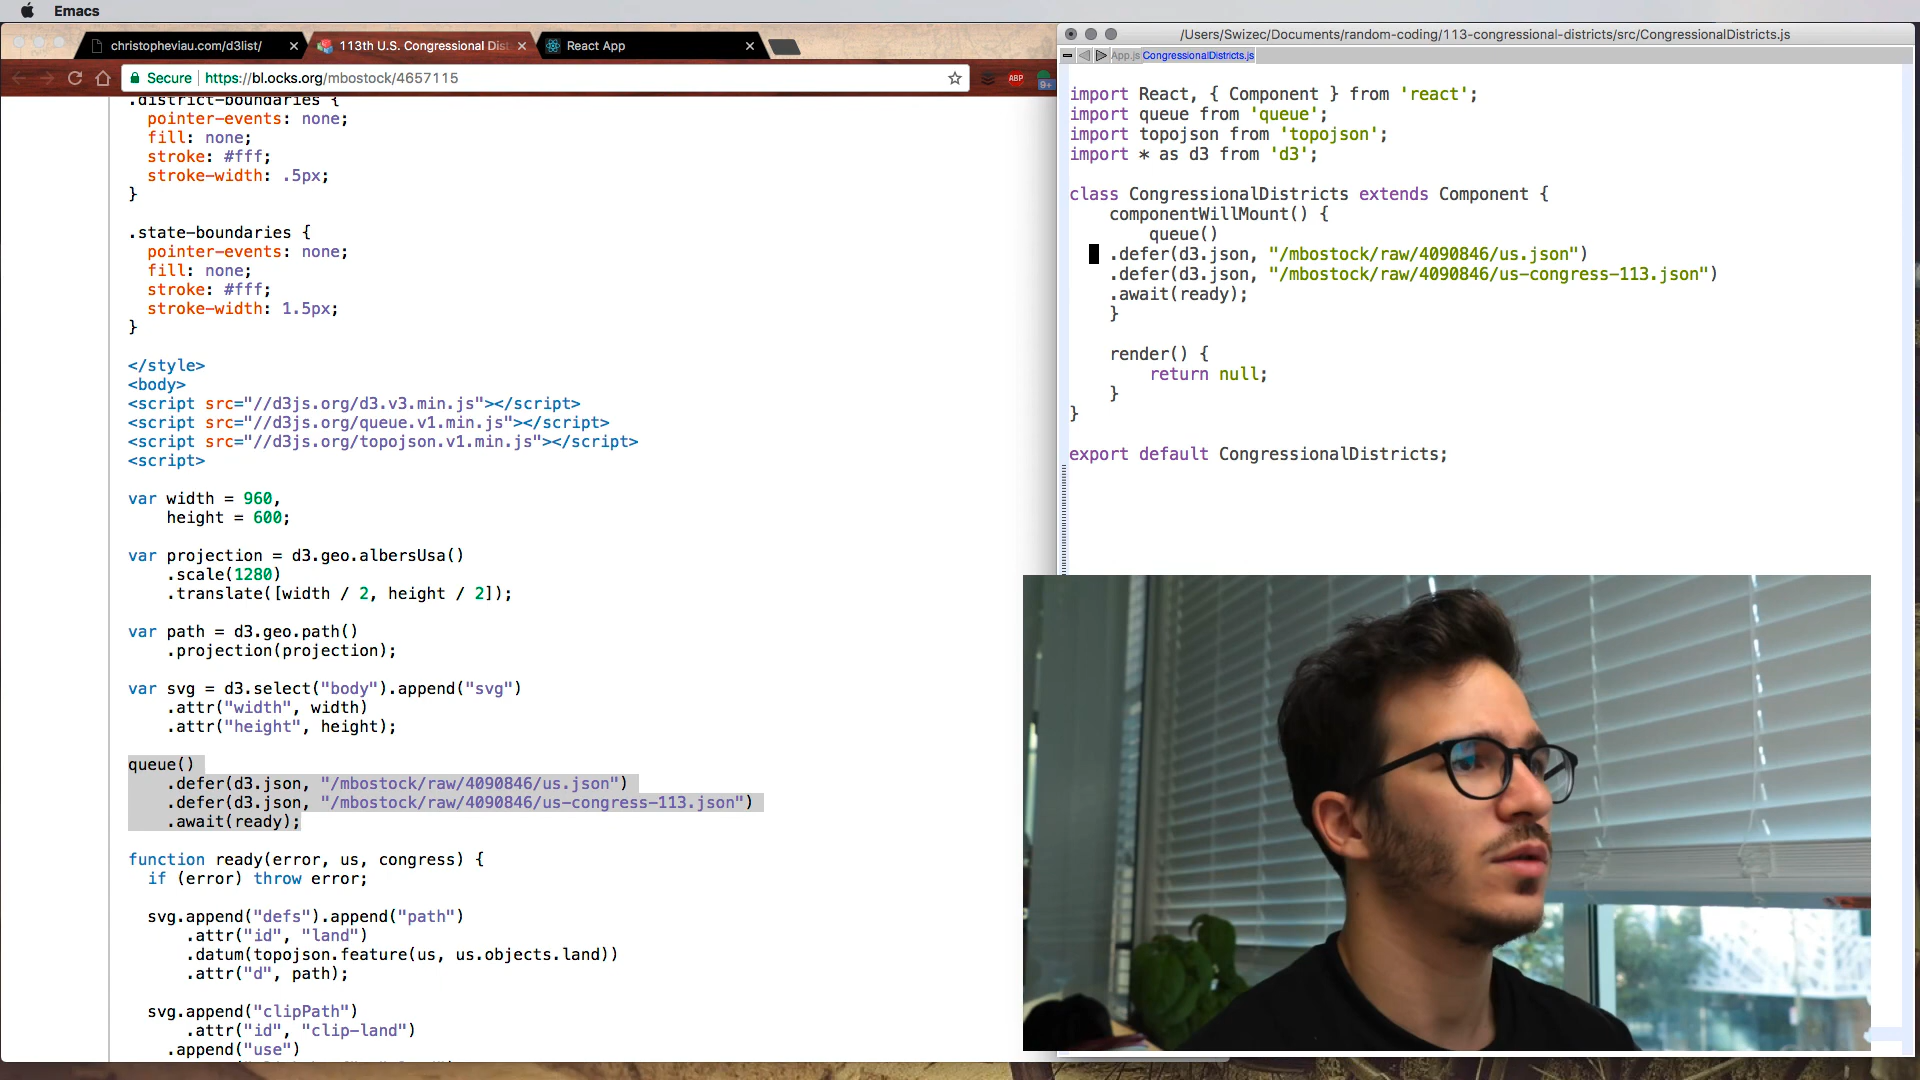 Emacs
christopheviau.com/d3list/
113th U.S. Congressional Dis
React App
Secure | https://bl.ocks.org/mbostock/4657115
ABP
9+
.district-boundaries {
pointer-events: none;
fill: none;
stroke: #fff;
stroke-width: .5px;
}
.state-boundaries {
pointer-events: none;
fill: none;
stroke: #fff;
stroke-width: 1.5px;
}
</style>
<body>
<script src="//d3js.org/d3.v3.min.js"></script>
<script src="//d3js.org/queue.v1.min.js"></script>
<script src="//d3js.org/topojson.v1.min.js"></script>
<script>
var width = 960,
height = 600;
var projection = d3.geo.albersUsa()
.scale(1280)
.translate([width / 2, height / 2]);
var path = d3.geo.path()
.projection(projection);
var svg = d3.select("body").append("svg")
.attr("width", width)
.attr("height", height);
queue()
.defer(d3.json, "/mbostock/raw/4090846/us.json")
.defer(d3.json, "/mbostock/raw/4090846/us-congress-113.json")
.await(ready);
function ready(error, us, congress) {
if (error) throw error;
svg.append("defs").append("path")
.attr("id", "land")
.datum(topojson.feature(us, us.objects.land))
.attr("d", path);
svg.append("clipPath")
.attr("id", "clip-land")
.append("use")
/Users/Swizec/Documents/random-coding/113-congressional-districts/src/CongressionalDistricts.js
App.js CongressionalDistricts.js
import React, { Component } from 'react';
import queue from 'queue';
import topojson from 'topojson';
import * as d3 from 'd3';
class CongressionalDistricts extends Component {
componentWillMount() {
queue()
.defer(d3.json, "/mbostock/raw/4090846/us.json")
.defer(d3.json, "/mbostock/raw/4090846/us-congress-113.json")
.await(ready);
}
render() {
return null;
}
}
export default CongressionalDistricts;